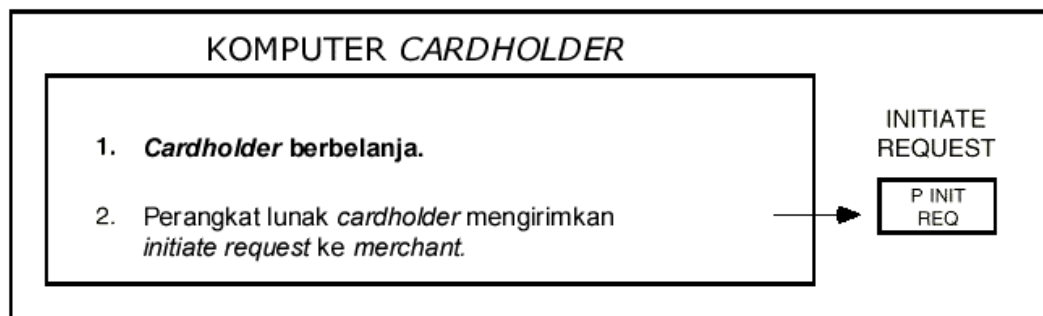 KOMPUTER CARDHOLDER
1. Cardholder berbelanja.
2. Perangkat lunak cardholder mengirimkan
initiate request ke merchant.
INITIATE
REQUEST
P INIT
REQ